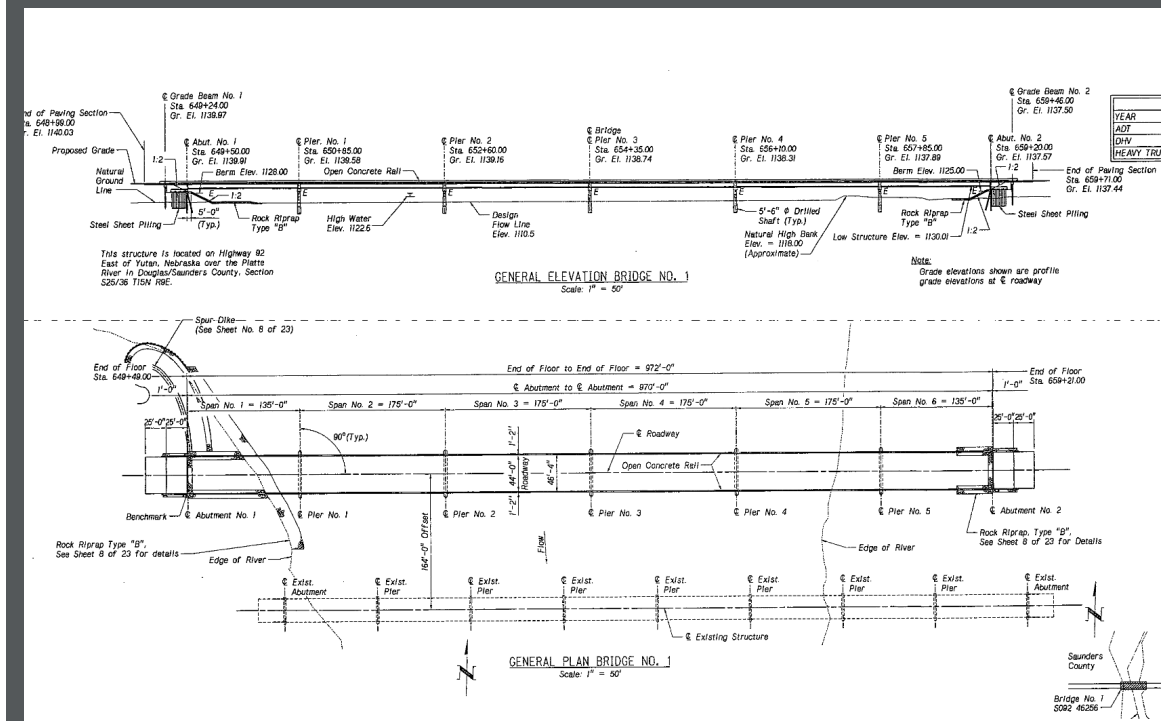 ℄ Grade Beam No. 1
Sta. 649+24.00
Gr. El. 1139.97
nd of Paving Section
ta. 648+99.00
r. El. 1140.03
Proposed Grade
Natural
Ground
Line
1:2
℄ Abut. No. 1
Sta. 649+50.00
Gr. El. 1139.91
℄ Pier. No. 1
Sta. 650+85.00
Gr. El. 1139.58
℄ Pier No. 2
Sta. 652+60.00
Gr. El. 1139.16
℄ Bridge
℄ Pier No. 3
Sta. 654+35.00
Gr. El. 1138.74
℄ Pier No. 4
Sta. 656+10.00
Gr. El. 1138.31
℄ Pier No. 5
Sta. 657+85.00
Gr. El. 1137.89
℄ Abut. No. 2
Sta. 659+20.00
Gr. El. 1137.57
℄ Grade Beam No. 2
Sta. 659+46.00
Gr. El. 1137.50
YEAR
ADT
DHV
HEAVY TRU
Berm Elev. 1128.00
Open Concrete Rail
Berm Elev. 1125.00
1:2
End of Paving Section
Sta. 659+71.00
Gr. El. 1137.44
E
1:2
E
E
E
E
E
E
E
Steel Sheet Piling
5'-0"
(Typ.)
Rock Riprap
Type "B"
High Water
Elev. 1122.6
Design
Flow Line
Elev. 1110.5
5'-6" ϕ Drilled
Shaft (Typ.)
Natural High Bank
Elev. = 1118.00
(Approximate)
Rock
Riprap
Type "B"
Low Structure Elev. = 1130.01
1:2
Steel Sheet Piling
This structure is located on Highway 92
East of Yutan, Nebraska over the Platte
River in Douglas/Saunders County, Section
S25/36 T15N R9E.
GENERAL ELEVATION BRIDGE NO. 1
Scale: 1" = 50'
Note:
Grade elevations shown are profile
grade elevations at ℄ roadway
Spur-Dike
(See Sheet No. 8 of 23)
End of Floor
Sta. 649+49.00
1'-0"
End of Floor to End of Floor = 972'-0"
℄ Abutment to ℄ Abutment = 970'-0"
End of Floor
Sta. 659+21.00
1'-0"
Span No. 1 = 135'-0"
Span No. 2 = 175'-0"
Span No. 3 = 175'-0"
Span No. 4 = 175'-0"
Span No. 5 = 175'-0"
Span No. 6 = 135'-0"
25'-0"
25'-0"
25'-0"
25'-0"
90°(Typ.)
1'-2"
44'-0"
Roadway
46'-4"
1'-2"
℄ Roadway
Open Concrete Rail
Benchmark
℄ Abutment No. 1
℄ Pier No. 1
℄ Pier No. 2
℄ Pier No. 3
℄ Pier No. 4
℄ Pier No. 5
℄ Abutment No. 2
Rock Riprap Type "B",
See Sheet 8 of 23 for details
Edge of River
164'-0" Offset
Flow
Edge of River
Rock Riprap, Type "B",
See Sheet 8 of 23 for Details
℄ Exist.
Abutment
℄ Exist.
Pier
℄ Exist.
Pier
℄ Exist.
Pier
℄ Exist.
Pier
℄ Exist.
Pier
℄ Exist.
Pier
℄ Exist.
Pier
℄ Exist.
Abutment
℄ Existing Structure
N
N
GENERAL PLAN BRIDGE NO. 1
Scale: 1" = 50'
Saunders
County
Bridge No. 1
S092 46256